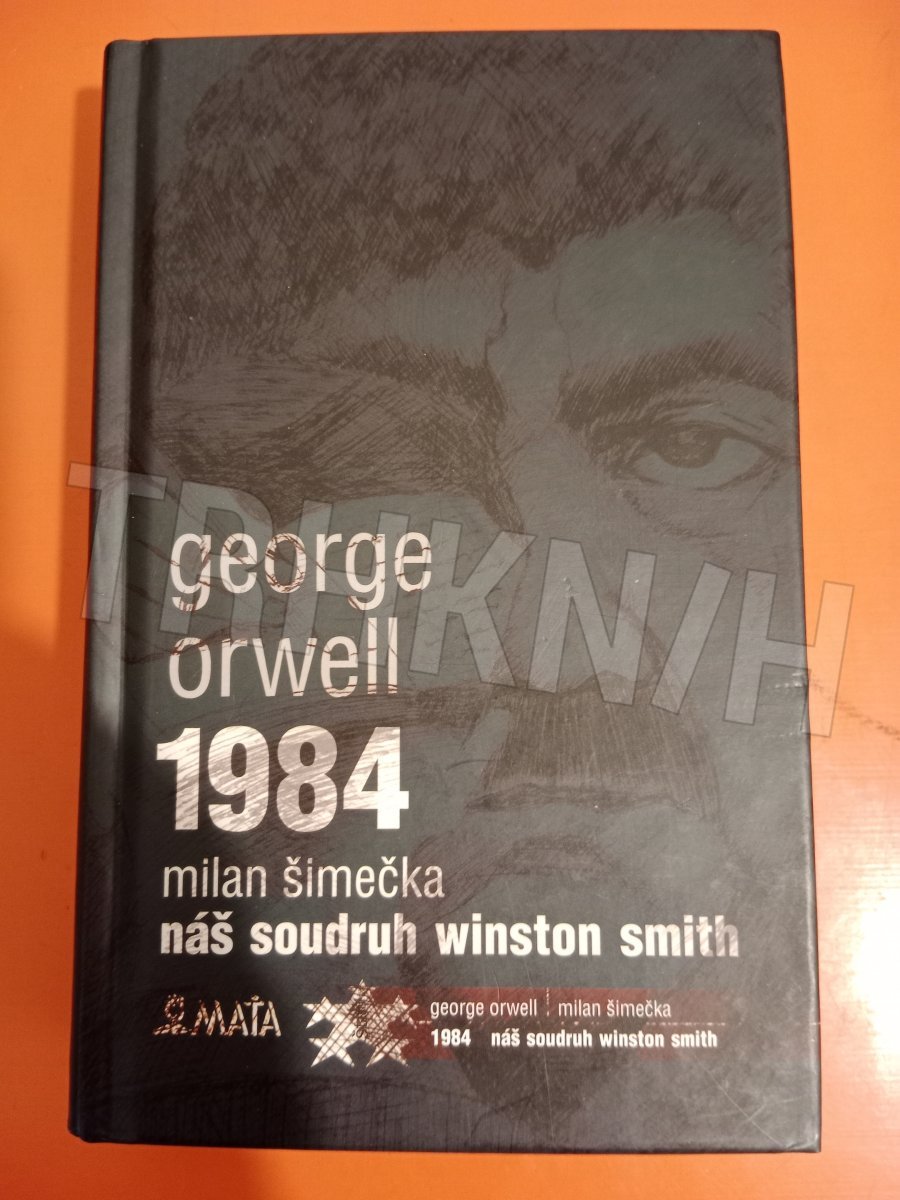 george
orwell
1984
milan šimečka
náš soudruh winston smith
MAŤA
george orwell milan šimečka
1984 náš soudruh winston smith
TRHKNIH